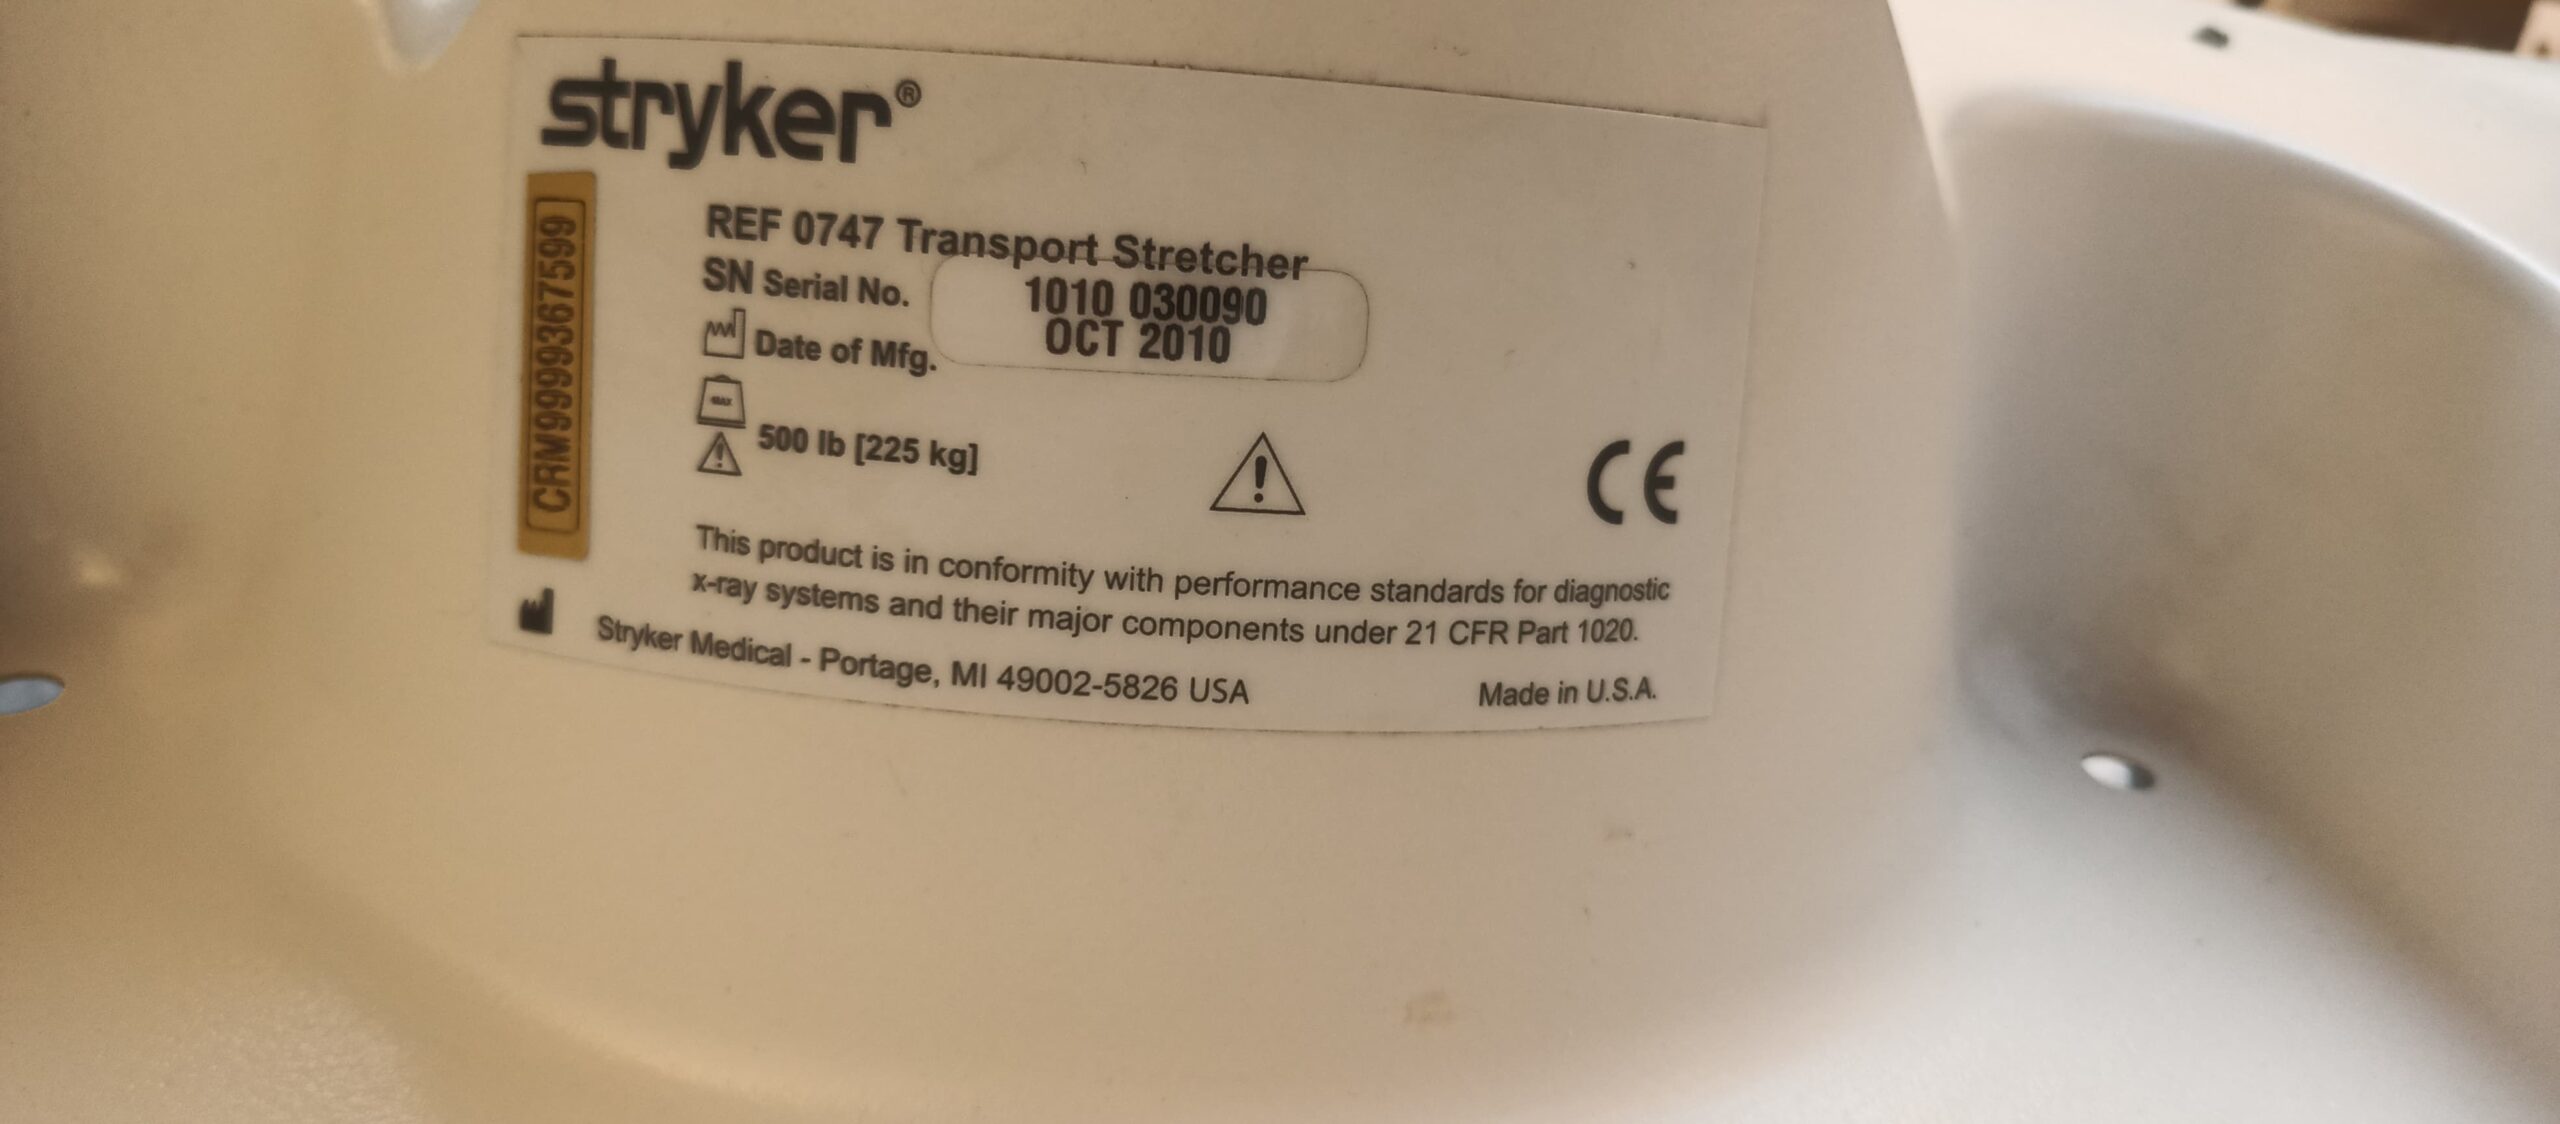 stryker®
CRM9999367599
REF 0747 Transport Stretcher
SN Serial No. 1010 030090
Date of Mfg. OCT 2010
MAX
500 lb [225 kg]
CE
This product is in conformity with performance standards for diagnostic
x-ray systems and their major components under 21 CFR Part 1020.
Stryker Medical - Portage, MI 49002-5826 USA
Made in U.S.A.